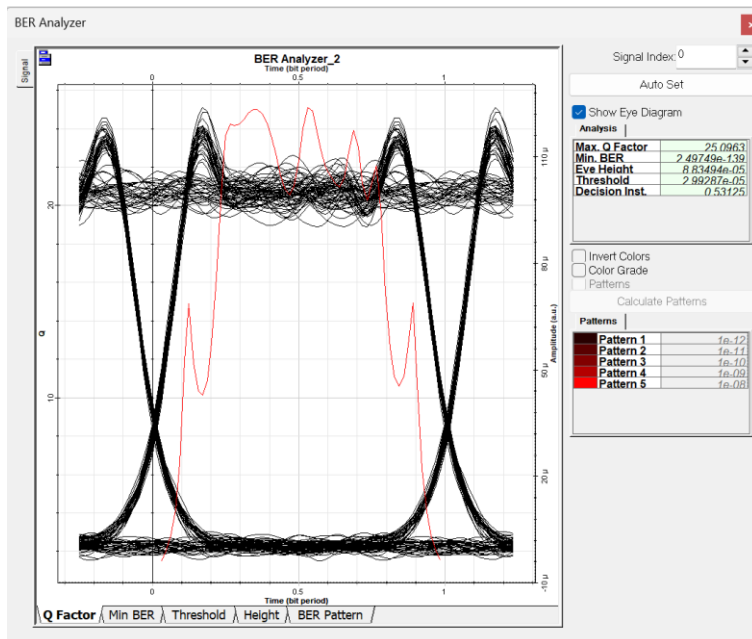 BER Analyzer
x
Signal
BER Analyzer_2
Time (bit period)
0 0.5 1
Q
20
10
110 µ
80 µ
50 µ
20 µ
-10 µ
Amplitude (a.u.)
0 0.5 1
Time (bit period)
Q Factor Min BER Threshold Height BER Pattern
Signal Index: 0
Auto Set
Show Eye Diagram
Analysis
Max. Q Factor 25.0963
Min. BER 2.49749e-139
Eye Height 8.83494e-05
Threshold 2.99287e-05
Decision Inst. 0.53125
Invert Colors
Color Grade
Patterns
Calculate Patterns
Patterns
Pattern 1 1e-12
Pattern 2 1e-11
Pattern 3 1e-10
Pattern 4 1e-09
Pattern 5 1e-08